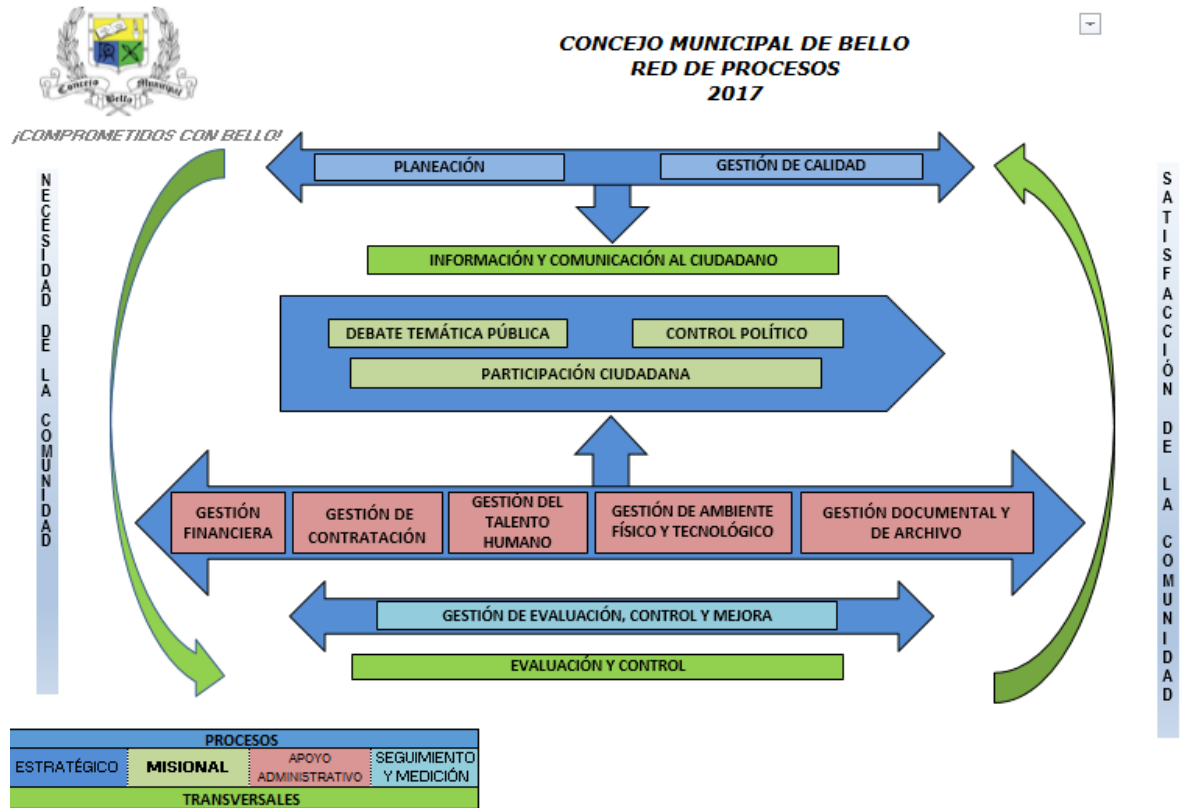 CONCEJO MUNICIPAL DE BELLO
RED DE PROCESOS
2017
Concejo Municipal
Bello
¡COMPROMETIDOS CON BELLO!
NECESIDAD DE LA COMUNIDAD
SATISFACCIÓN DE LA COMUNIDAD
PLANEACIÓN
GESTIÓN DE CALIDAD
INFORMACIÓN Y COMUNICACIÓN AL CIUDADANO
DEBATE TEMÁTICA PÚBLICA
CONTROL POLÍTICO
PARTICIPACIÓN CIUDADANA
GESTIÓN
FINANCIERA
GESTIÓN DE
CONTRATACIÓN
GESTIÓN DEL
TALENTO
HUMANO
GESTIÓN DE AMBIENTE
FÍSICO Y TECNOLÓGICO
GESTIÓN DOCUMENTAL Y
DE ARCHIVO
GESTIÓN DE EVALUACIÓN, CONTROL Y MEJORA
EVALUACIÓN Y CONTROL
PROCESOS
ESTRATÉGICO
MISIONAL
APOYO
ADMINISTRATIVO
SEGUIMIENTO
Y MEDICIÓN
TRANSVERSALES